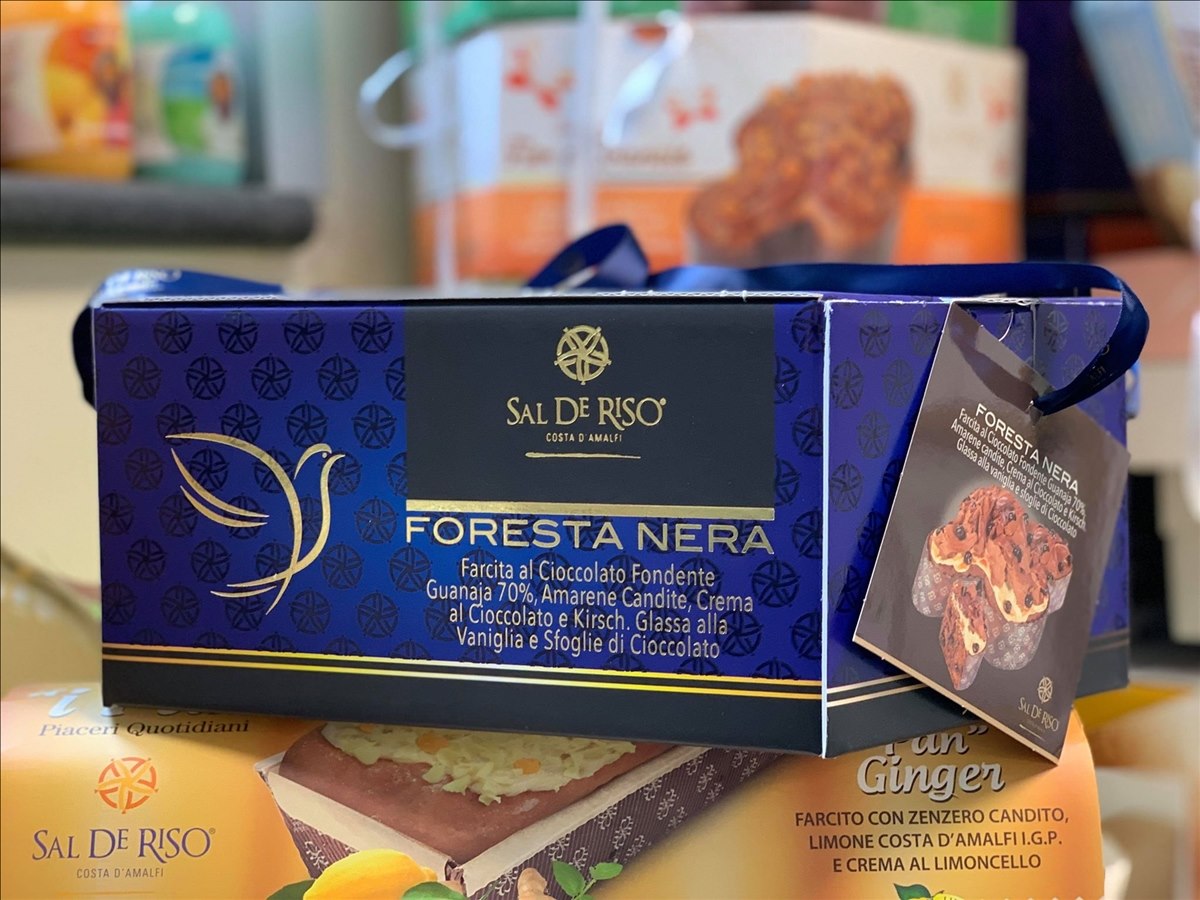 SAL DE RISO
COSTA D'AMALFI
FORESTA NERA
Farcita al Cioccolato Fondente
Guanaja 70%, Amarene Candite, Crema
al Cioccolato e Kirsch. Glassa alla
Vaniglia e Sfoglie di Cioccolato
FORESTA NERA
Farcita al Cioccolato Fondente Guanaja 70%,
Amarene candite, Crema al Cioccolato e Kirsch.
Glassa alla vaniglia e sfoglie di Cioccolato
SAL DE RISO
Piaceri Quotidiani
SAL DE RISO®
COSTA D'AMALFI
Pan"
Ginger
FARCITO CON ZENZERO CANDITO,
LIMONE COSTA D'AMALFI I.G.P.
E CREMA AL LIMONCELLO